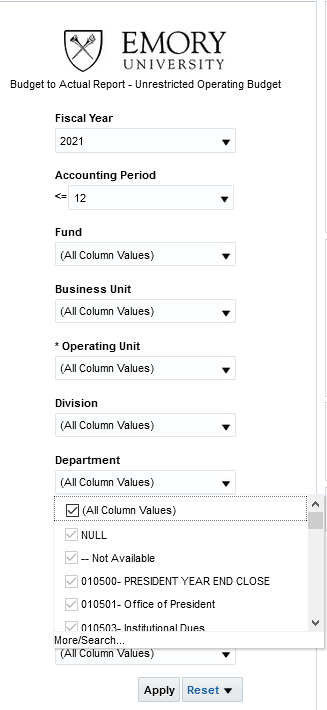 EMORY
UNIVERSITY
Budget to Actual Report - Unrestricted Operating Budget
Fiscal Year
2021
Accounting Period
<= 12
Fund
(All Column Values)
Business Unit
(All Column Values)
* Operating Unit
(All Column Values)
Division
(All Column Values)
Department
(All Column Values)
(All Column Values)
NULL
-- Not Available
010500- PRESIDENT YEAR END CLOSE
010501- Office of President
010503- Institutional Dues
More/Search...
(All Column Values)
Apply Reset